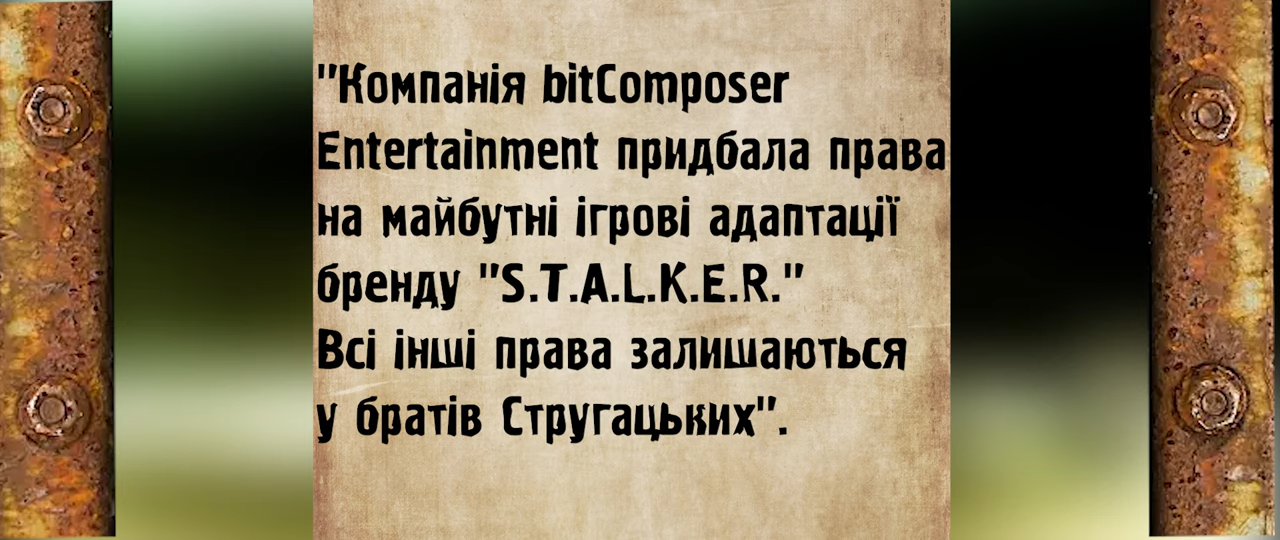 "Компанія bitComposer
Entertainment придбала права
на майбутні ігрові адаптації
бренду "S.T.A.L.K.E.R."
Всі інші права залишаються
у братів Стругацьких".